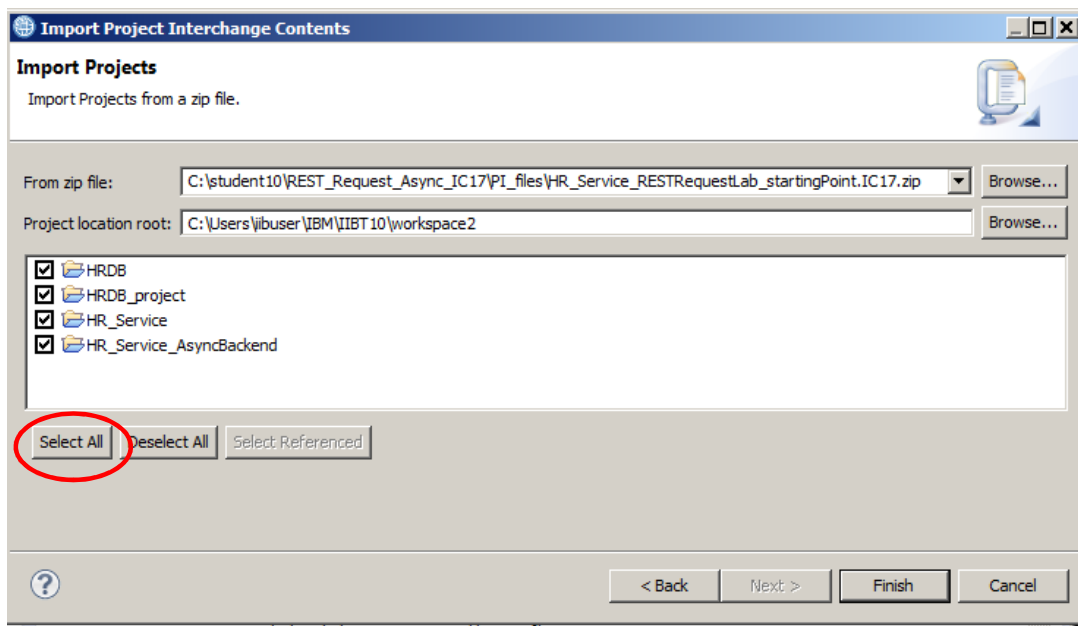 Import Project Interchange Contents
Import Projects
Import Projects from a zip file.
From zip file: C:\student10\REST_Request_Async_IC17\PI_files\HR_Service_RESTRequestLab_startingPoint.IC17.zip Browse...
Project location root: C:\Users\iibuser\IBM\IIBT10\workspace2 Browse...
HRDB
HRDB_project
HR_Service
HR_Service_AsyncBackend
Select All Deselect All Select Referenced
< Back Next > Finish Cancel